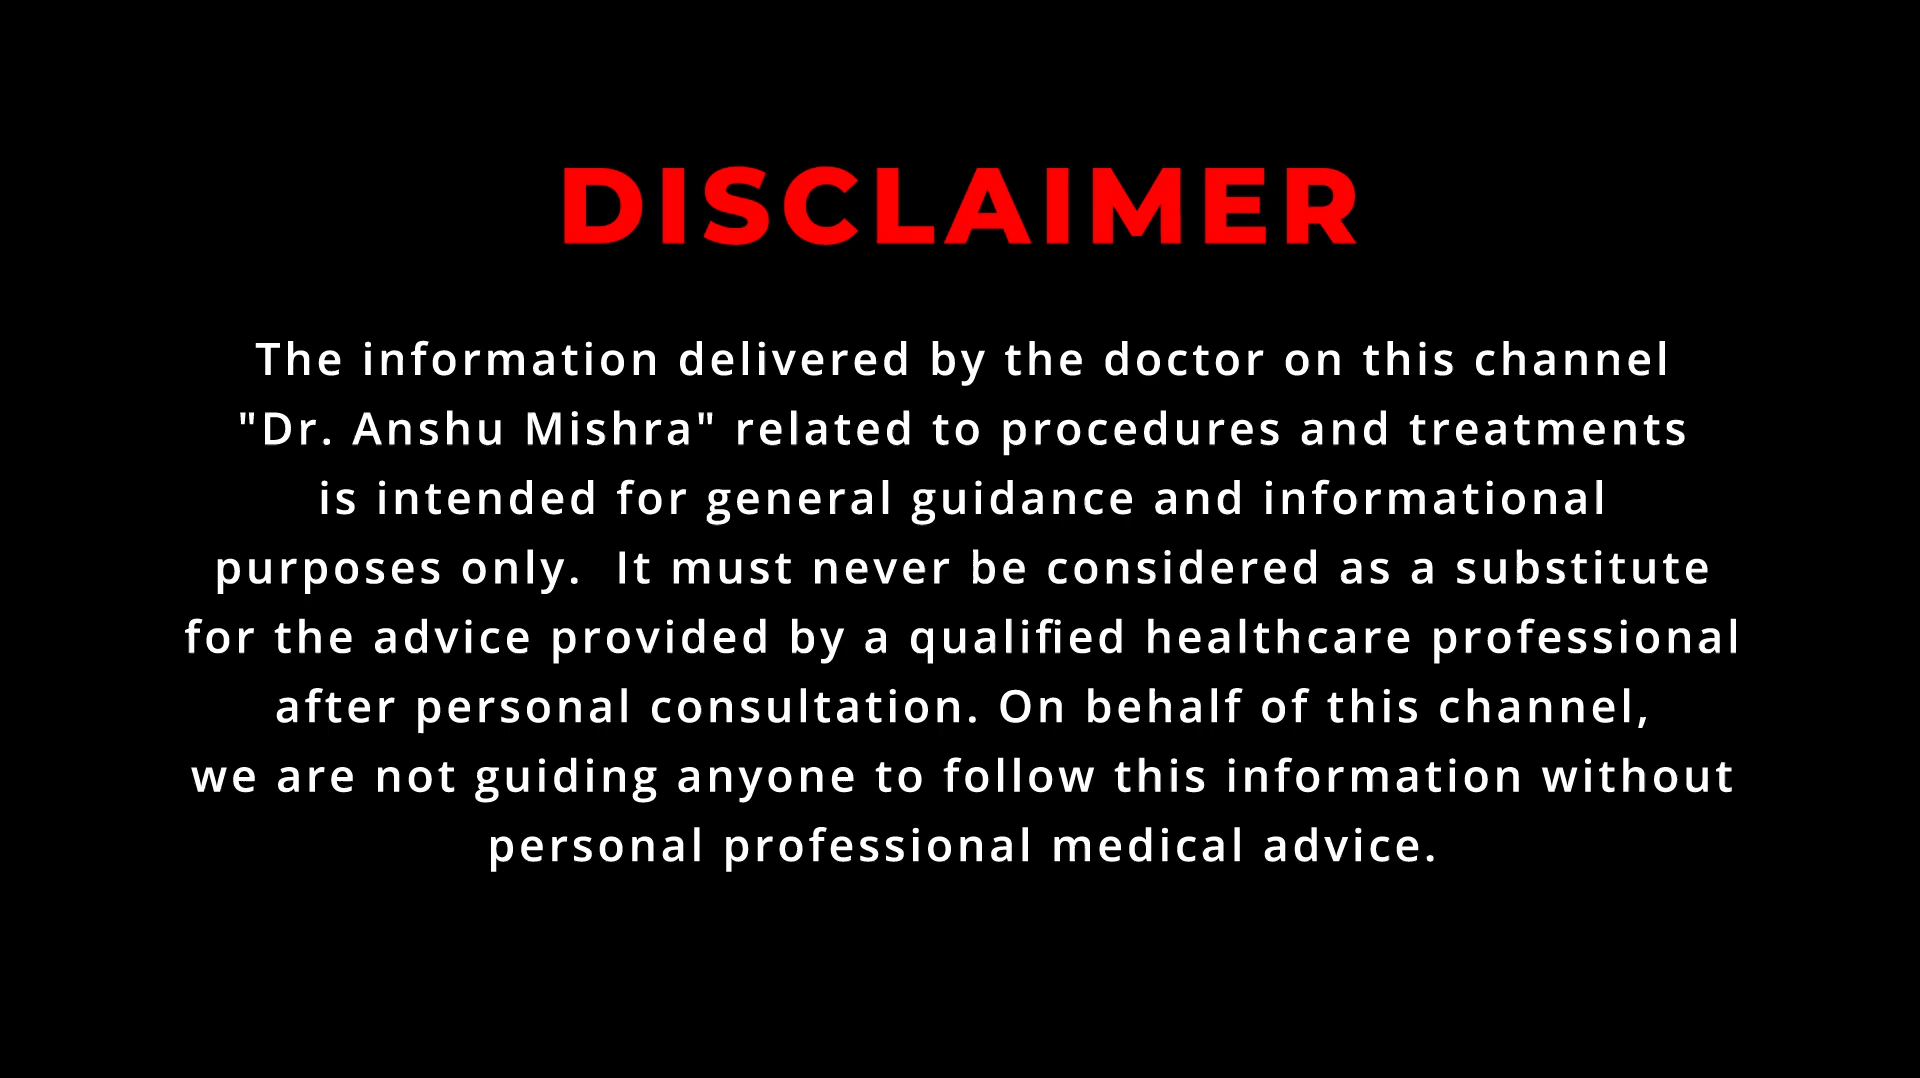 DISCLAIMER
The information delivered by the doctor on this channel
"Dr. Anshu Mishra" related to procedures and treatments
is intended for general guidance and informational
purposes only.  It must never be considered as a substitute
for the advice provided by a qualified healthcare professional
after personal consultation. On behalf of this channel,
we are not guiding anyone to follow this information without
personal professional medical advice.